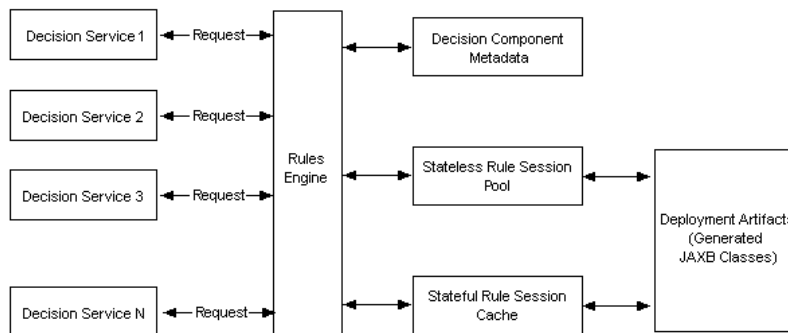 Decision Service 1
Request
Decision Component
Metadata
Decision Service 2
Request
Decision Service 3
Request
Rules
Engine
Stateless Rule Session
Pool
Deployment Artifacts
(Generated
JAXB Classes)
Decision Service N
Request
Stateful Rule Session
Cache